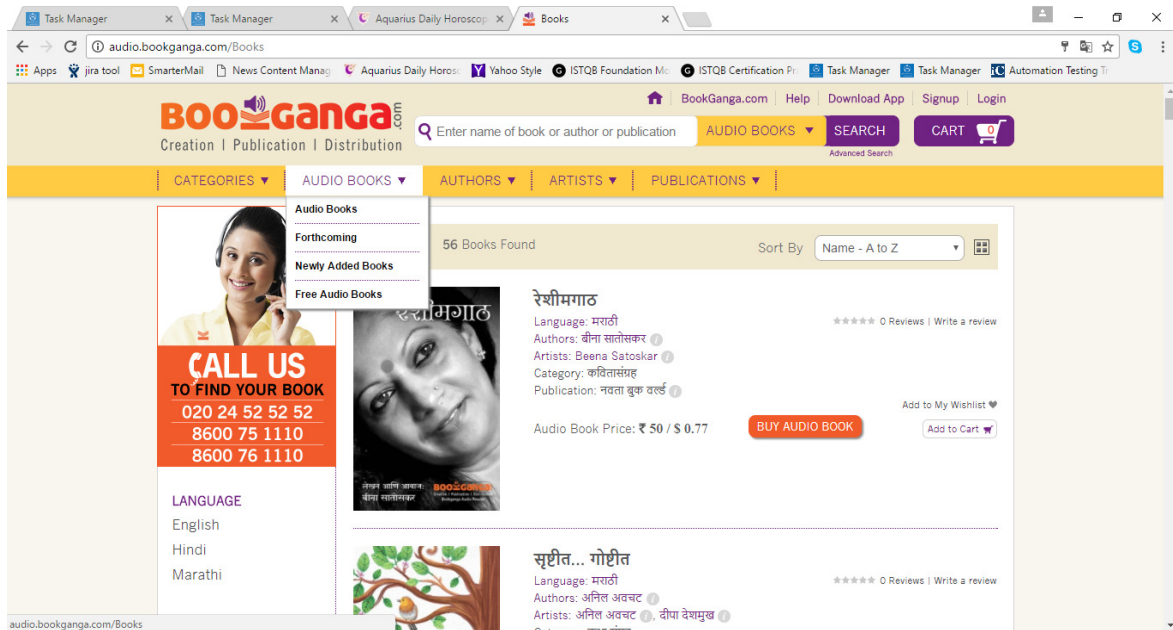 Task Manager
Task Manager
Aquarius Daily Horoscop
Books
audio.bookganga.com/Books
Apps
jira tool
SmarterMail
News Content Manag
Aquarius Daily Horosc
Yahoo Style
ISTQB Foundation Mc
ISTQB Certification Pr
Task Manager
Task Manager
Automation Testing Tr
BookGanga.com
Help
Download App
Signup
Login
BOOKGANGA.com
Creation | Publication | Distribution
Enter name of book or author or publication
AUDIO BOOKS ▼
SEARCH
CART 0
Advanced Search
CATEGORIES ▼
AUDIO BOOKS ▼
AUTHORS ▼
ARTISTS ▼
PUBLICATIONS ▼
Audio Books
Forthcoming
Newly Added Books
Free Audio Books
56 Books Found
Sort By
Name - A to Z
CALL US
TO FIND YOUR BOOK
020 24 52 52 52
8600 75 1110
8600 76 1110
LANGUAGE
English
Hindi
Marathi
रेशीमगाठ
लेखन आणि आवाज:
बीना सातोसकर
BOOKGANGA
रेशीमगाठ
Language: मराठी
0 Reviews | Write a review
Authors: बीना सातोसकर
Artists: Beena Satoskar
Category: कवितासंग्रह
Publication: नवता बुक वर्ल्ड
Add to My Wishlist
Audio Book Price: ₹ 50 / $ 0.77
BUY AUDIO BOOK
Add to Cart
सृष्टीत... गोष्टीत
Language: मराठी
0 Reviews | Write a review
Authors: अनिल अवचट
Artists: अनिल अवचट , दीपा देशमुख
audio.bookganga.com/Books